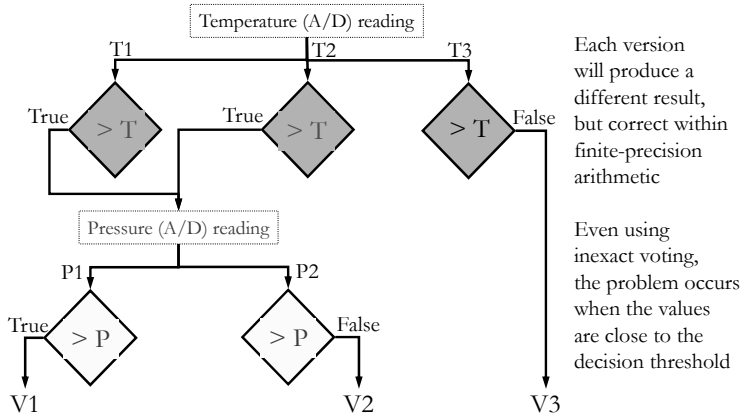 Temperature (A/D) reading
T1
T2
T3
True
> T
True
> T
> T
False
Pressure (A/D) reading
P1
P2
True
> P
> P
False
V1
V2
V3
Each version
will produce a
different result,
but correct within
finite-precision
arithmetic
Even using
inexact voting,
the problem occurs
when the values
are close to the
decision threshold